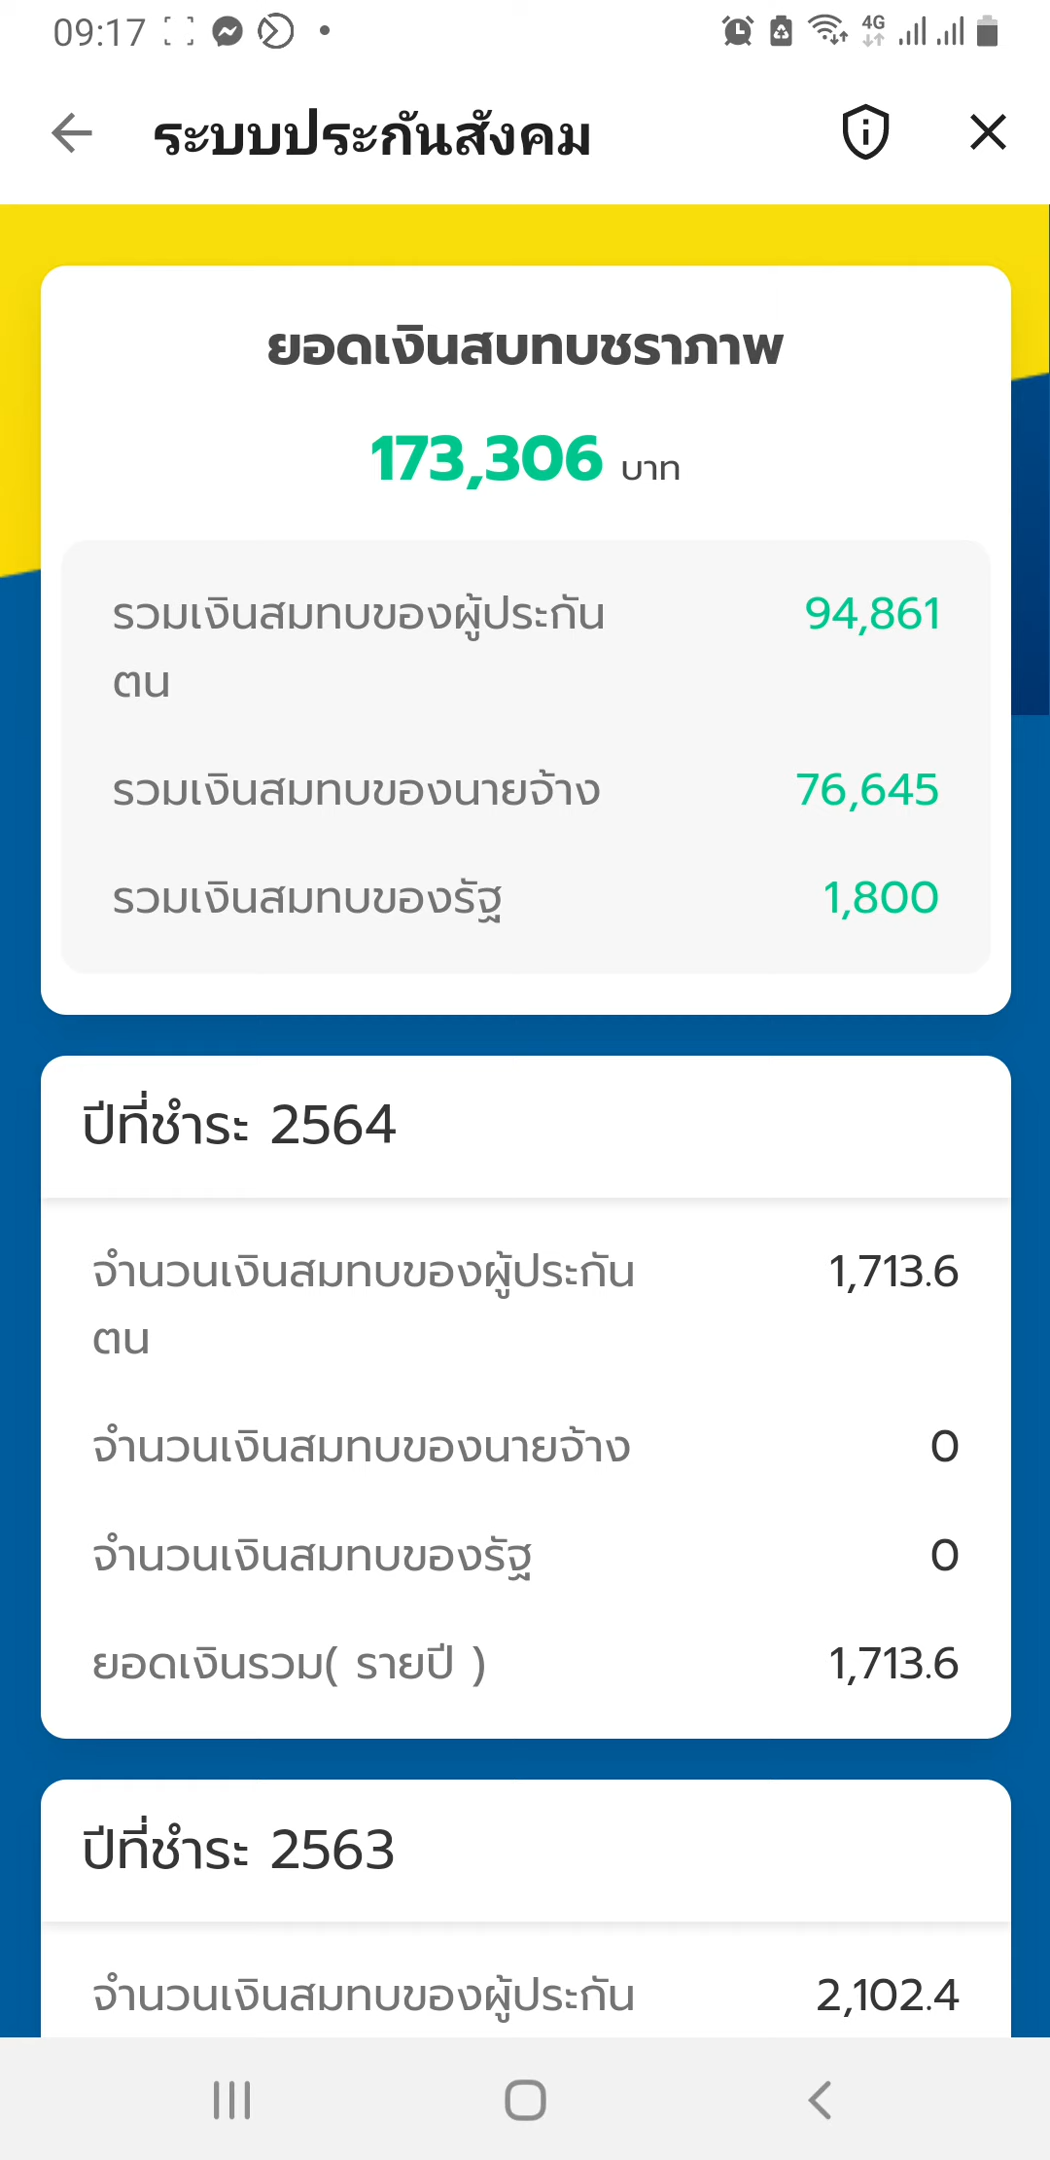 09:17
4G
ระบบประกันสังคม
ยอดเงินสบทบชราภาพ
173,306 บาท
รวมเงินสมทบของผู้ประกัน 94,861
ตน
รวมเงินสมทบของนายจ้าง 76,645
รวมเงินสมทบของรัฐ 1,800
ปีที่ชำระ 2564
จำนวนเงินสมทบของผู้ประกัน 1,713.6
ตน
จำนวนเงินสมทบของนายจ้าง 0
จำนวนเงินสมทบของรัฐ 0
ยอดเงินรวม( รายปี ) 1,713.6
ปีที่ชำระ 2563
จำนวนเงินสมทบของผู้ประกัน 2,102.4